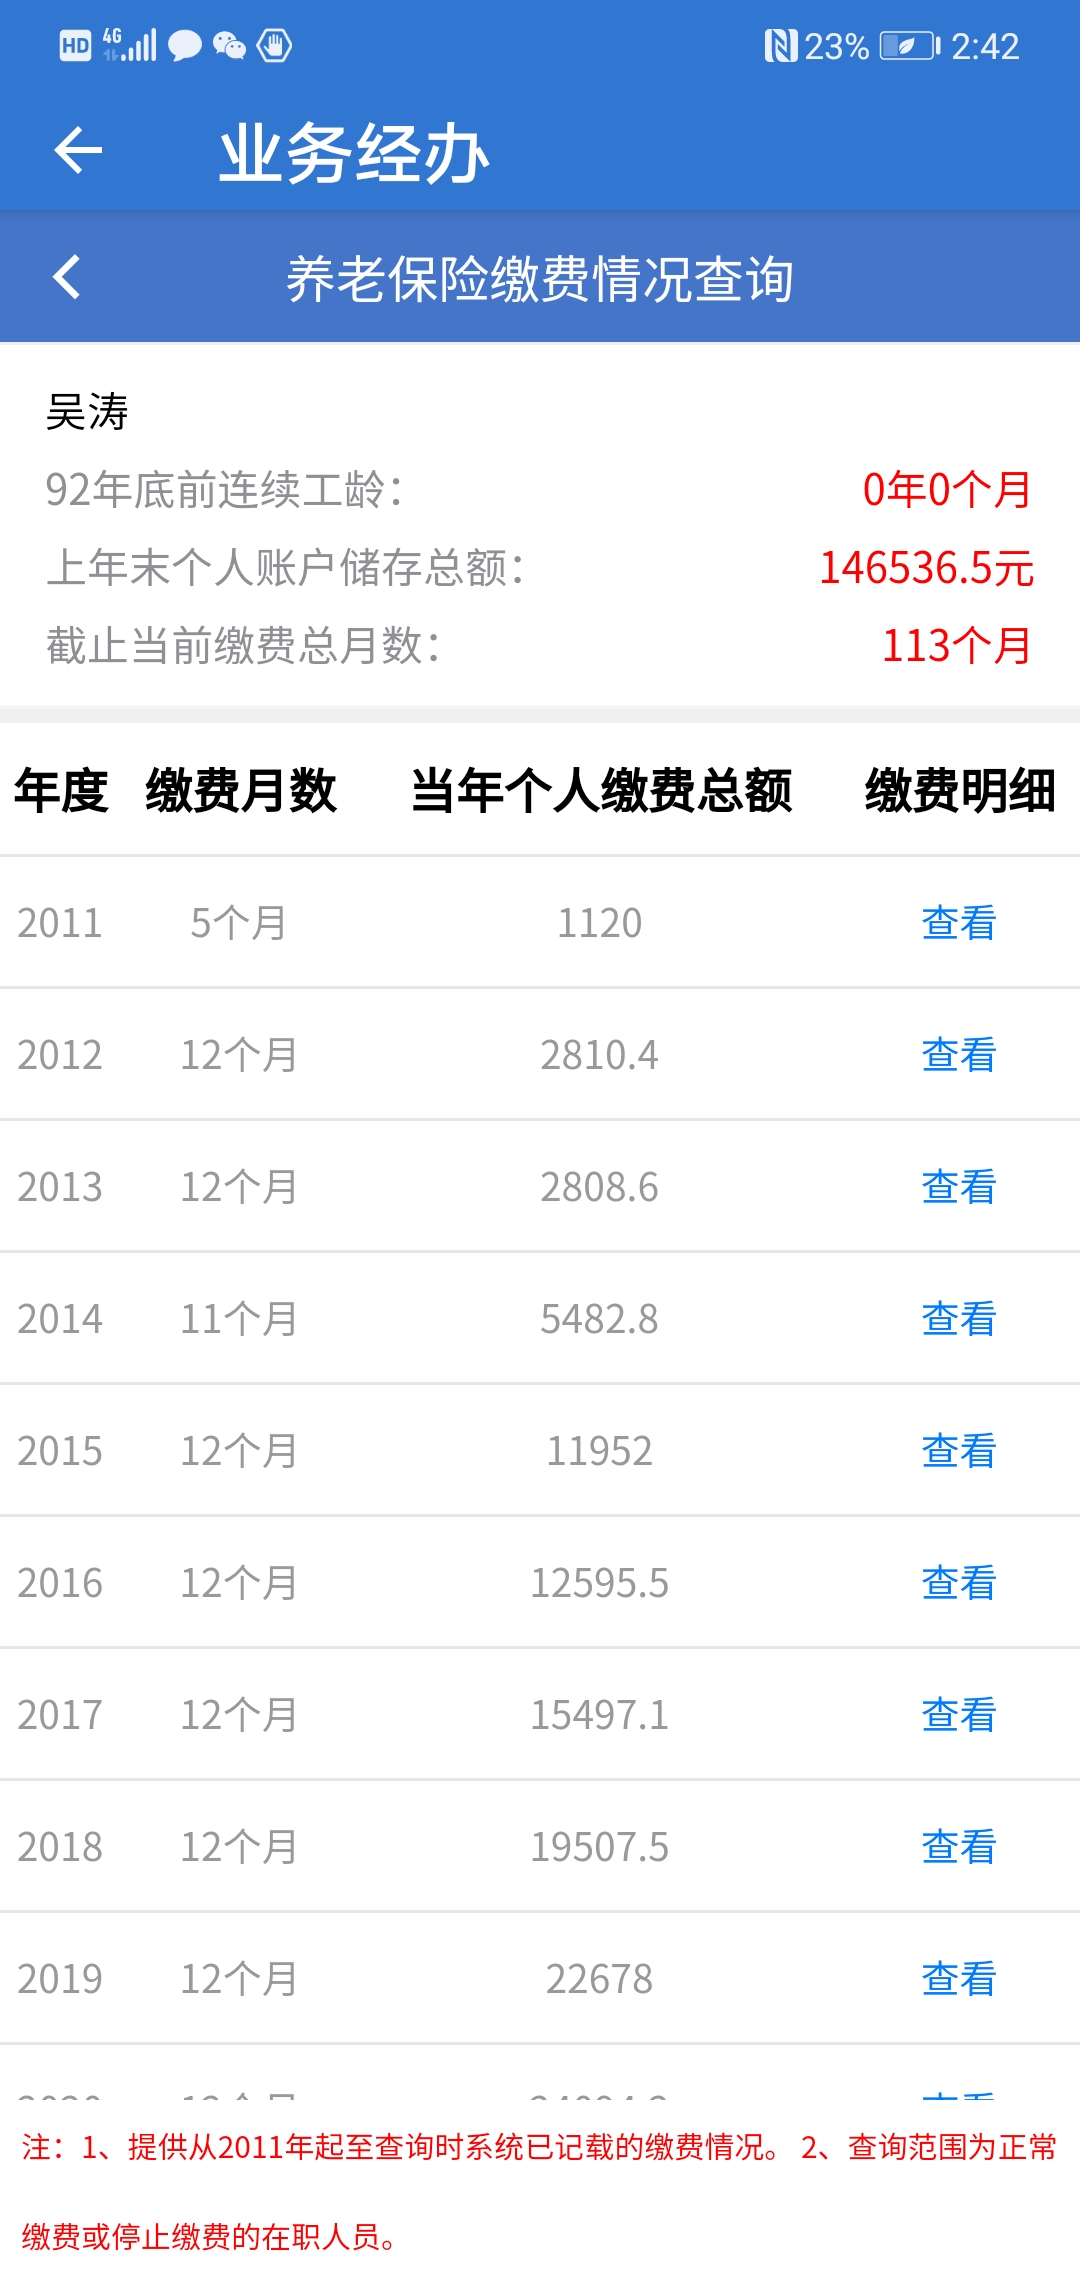 HD 4G 23% 2:42
业务经办
养老保险缴费情况查询
吴涛
92年底前连续工龄： 0年0个月
上年末个人账户储存总额： 146536.5元
截止当前缴费总月数： 113个月
年度 缴费月数 当年个人缴费总额 缴费明细
2011 5个月 1120 查看
2012 12个月 2810.4 查看
2013 12个月 2808.6 查看
2014 11个月 5482.8 查看
2015 12个月 11952 查看
2016 12个月 12595.5 查看
2017 12个月 15497.1 查看
2018 12个月 19507.5 查看
2019 12个月 22678 查看
注：1、提供从2011年起至查询时系统已记载的缴费情况。 2、查询范围为正常
缴费或停止缴费的在职人员。